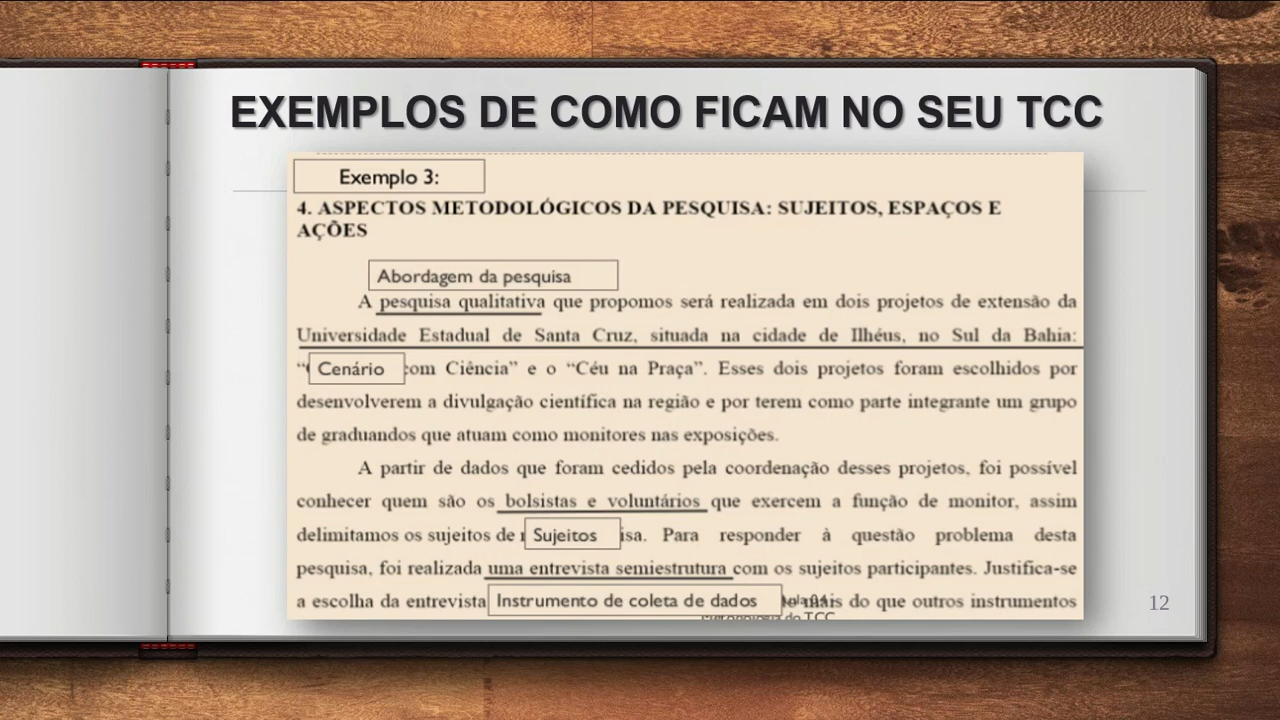 EXEMPLOS DE COMO FICAM NO SEU TCC
Exemplo 3:
4. ASPECTOS METODOLÓGICOS DA PESQUISA: SUJEITOS, ESPAÇOS E
AÇÕES
Abordagem da pesquisa
A pesquisa qualitativa que propomos será realizada em dois projetos de extensão da
Universidade Estadual de Santa Cruz, situada na cidade de Ilhéus, no Sul da Bahia:
Cenário com Ciência” e o “Céu na Praça”. Esses dois projetos foram escolhidos por
desenvolverem a divulgação científica na região e por terem como parte integrante um grupo
de graduandos que atuam como monitores nas exposições.
A partir de dados que foram cedidos pela coordenação desses projetos, foi possível
conhecer quem são os bolsistas e voluntários que exercem a função de monitor, assim
delimitamos os sujeitos de Sujeitos Para responder à questão problema desta
pesquisa, foi realizada uma entrevista semiestrutura com os sujeitos participantes. Justifica-se
a escolha da entrevista Instrumento de coleta de dados mais do que outros instrumentos
Metodologia do TCC
12